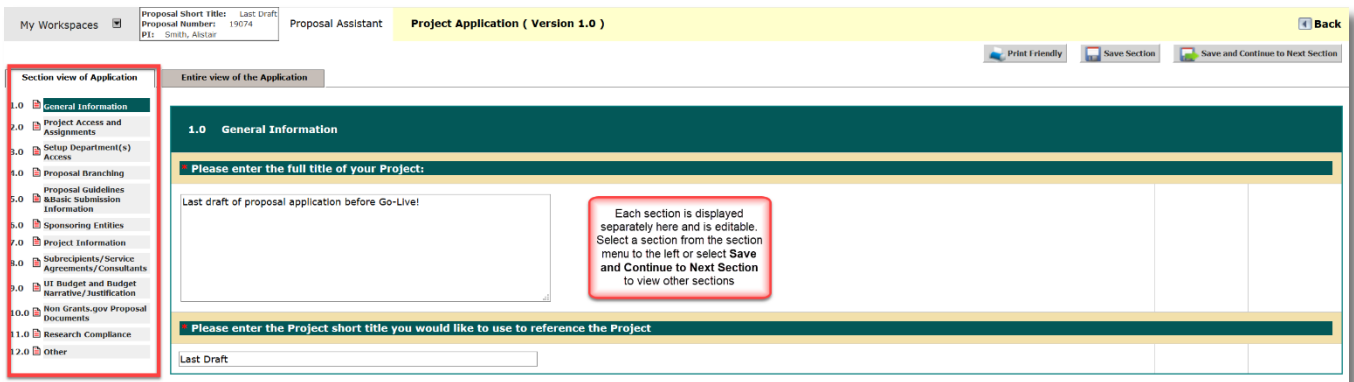 My Workspaces
Proposal Short Title: Last Draft
Proposal Number: 19074
PI: Smith, Alistair
Proposal Assistant
Project Application ( Version 1.0 )
Back
Print Friendly
Save Section
Save and Continue to Next Section
Section view of Application
Entire view of the Application
1.0 General Information
2.0 Project Access and
Assignments
3.0 Setup Department(s)
Access
4.0 Proposal Branching
5.0 Proposal Guidelines
&Basic Submission
Information
6.0 Sponsoring Entities
7.0 Project Information
8.0 Subrecipients/Service
Agreements/Consultants
9.0 UI Budget and Budget
Narrative/Justification
10.0 Non Grants.gov Proposal
Documents
11.0 Research Compliance
12.0 Other
1.0 General Information
* Please enter the full title of your Project:
Last draft of proposal application before Go-Live!
Each section is displayed
separately here and is editable.
Select a section from the section
menu to the left or select Save
and Continue to Next Section
to view other sections
* Please enter the Project short title you would like to use to reference the Project
Last Draft